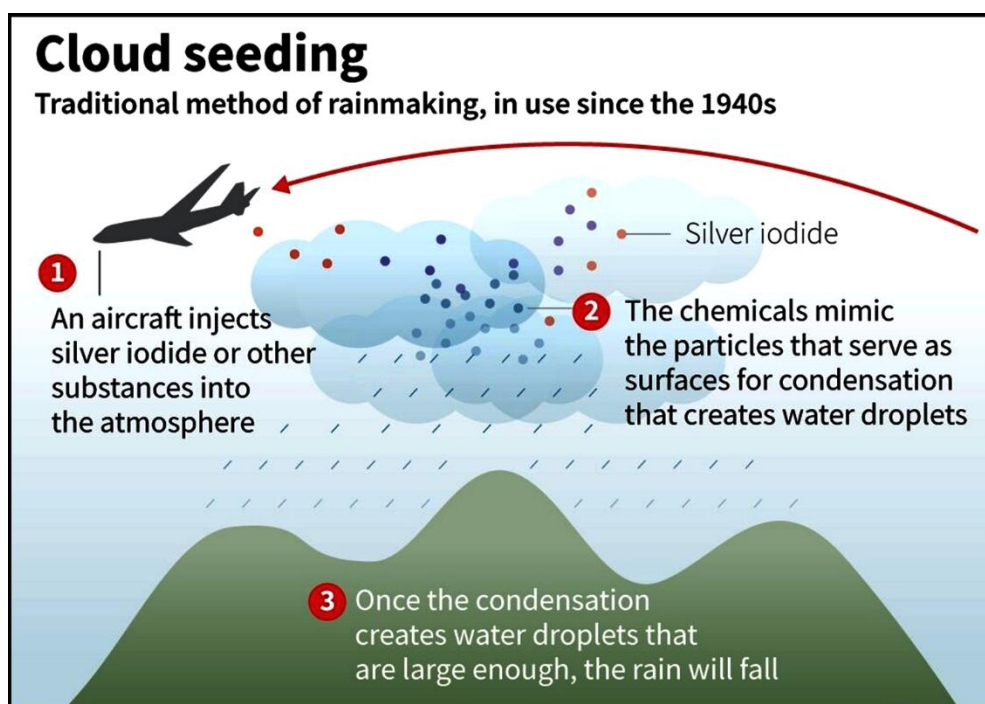 Cloud seeding
Traditional method of rainmaking, in use since the 1940s
Silver iodide
1
An aircraft injects
silver iodide or other
substances into
the atmosphere
2
The chemicals mimic
the particles that serve as
surfaces for condensation
that creates water droplets
3
Once the condensation
creates water droplets that
are large enough, the rain will fall